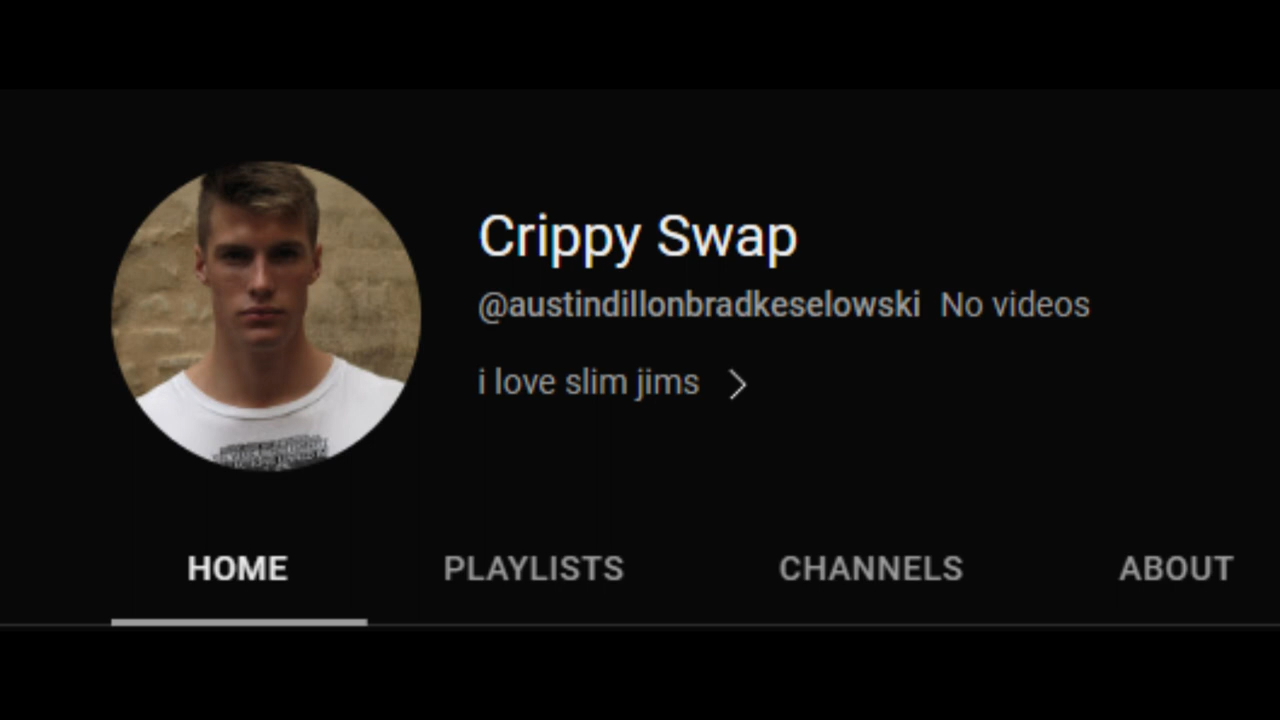 Crippy Swap
@austindillonbradkeselowski No videos
i love slim jims
HOME PLAYLISTS CHANNELS ABOUT